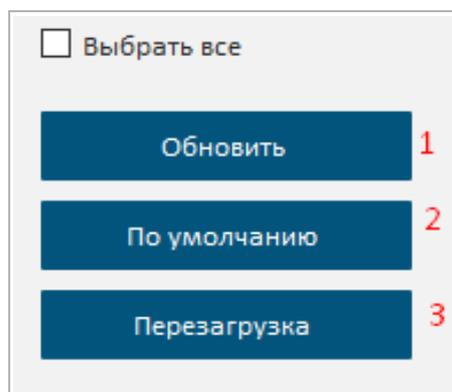 Выбрать все
Обновить 1
По умолчанию 2
Перезагрузка 3